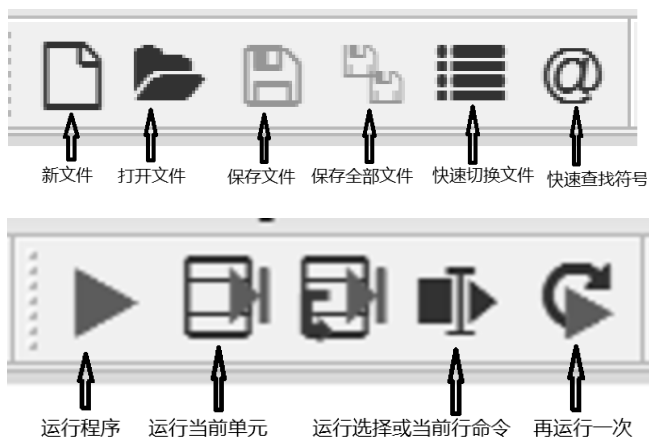 新文件 打开文件 保存文件 保存全部文件 快速切换文件 快速查找符号
运行程序 运行当前单元 运行选择或当前行命令 再运行一次